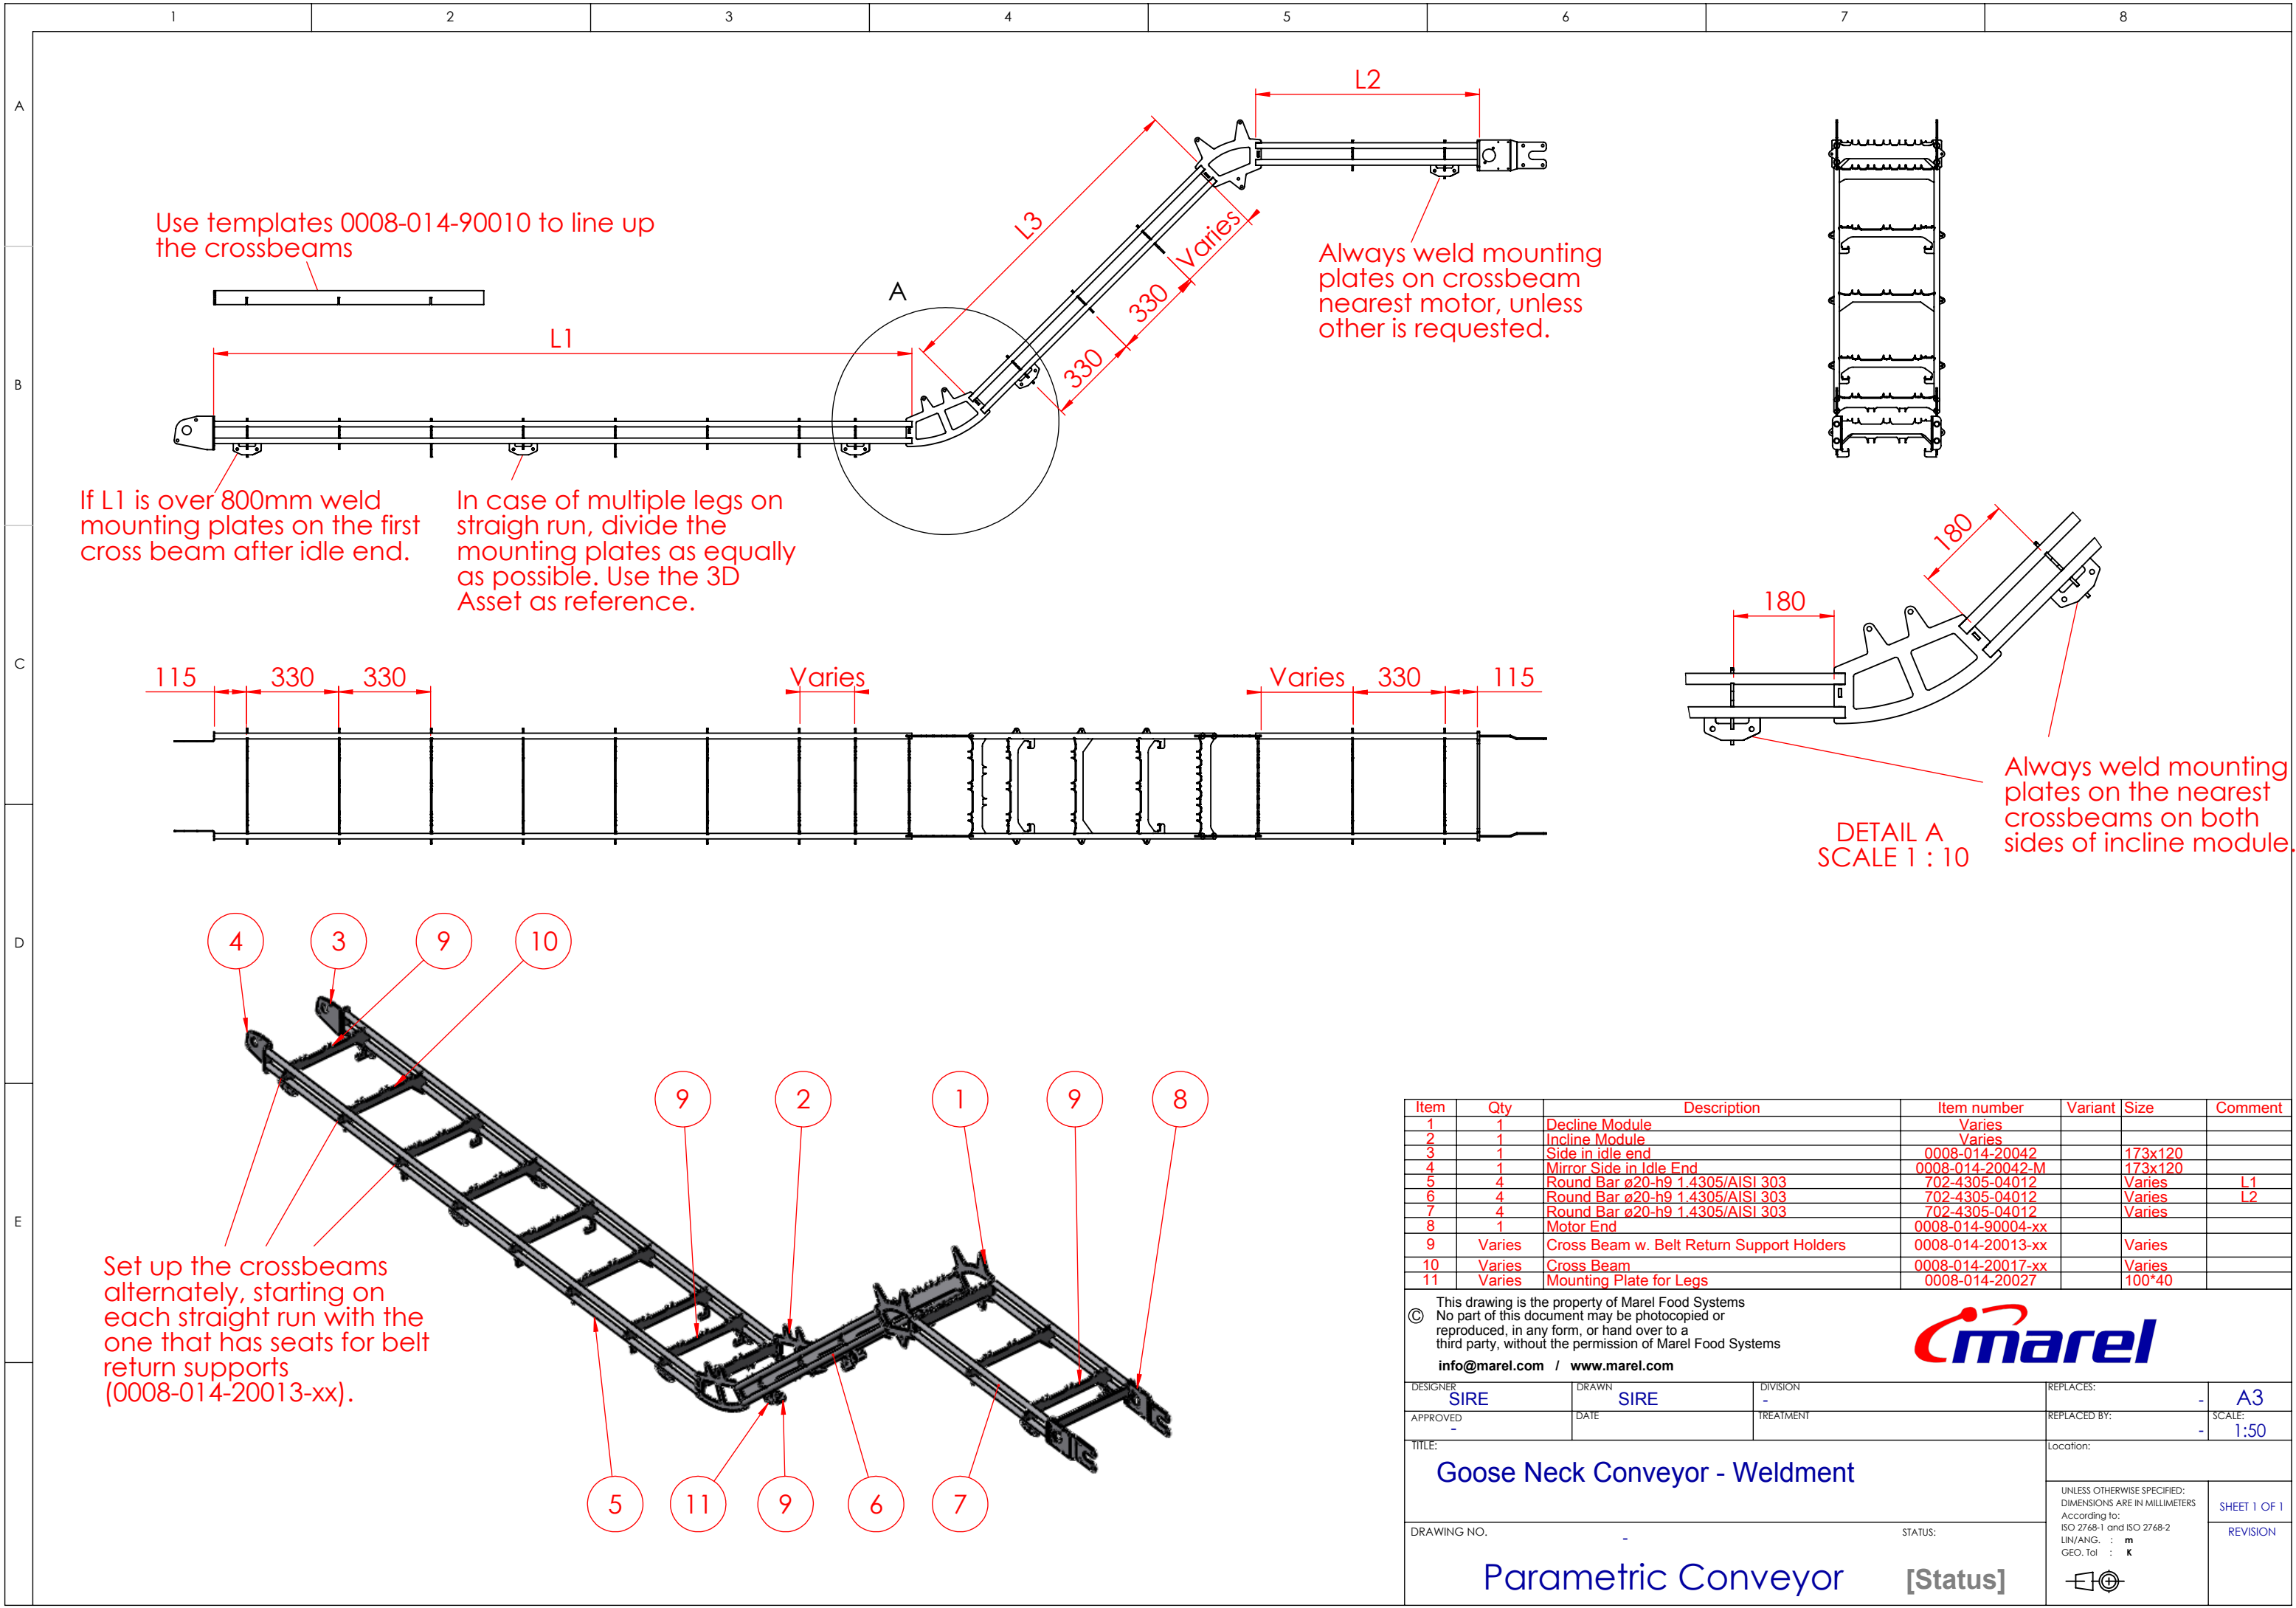 1 2 3 4 5 6 7 8
A
B
C
D
E
L2
L3
Varies
330
330
Use templates 0008-014-90010 to line up
the crossbeams
L1
A
Always weld mounting
plates on crossbeam
nearest motor, unless
other is requested.
If L1 is over 800mm weld
mounting plates on the first
cross beam after idle end.
In case of multiple legs on
straigh run, divide the
mounting plates as equally
as possible. Use the 3D
Asset as reference.
115 330 330 Varies Varies 330 115
180
180
Always weld mounting
plates on the nearest
crossbeams on both
sides of incline module.
DETAIL A
SCALE 1 : 10
4 3 9 10
9 2 1 9 8
5 11 9 6 7
Set up the crossbeams
alternately, starting on
each straight run with the
one that has seats for belt
return supports
(0008-014-20013-xx).
Item Qty Description Item number Variant Size Comment
1 1 Decline Module Varies
2 1 Incline Module Varies
3 1 Side in idle end 0008-014-20042 173x120
4 1 Mirror Side in Idle End 0008-014-20042-M 173x120
5 4 Round Bar ø20-h9 1.4305/AISI 303 702-4305-04012 Varies L1
6 4 Round Bar ø20-h9 1.4305/AISI 303 702-4305-04012 Varies L2
7 4 Round Bar ø20-h9 1.4305/AISI 303 702-4305-04012 Varies
8 1 Motor End 0008-014-90004-xx
9 Varies Cross Beam w. Belt Return Support Holders 0008-014-20013-xx Varies
10 Varies Cross Beam 0008-014-20017-xx Varies
11 Varies Mounting Plate for Legs 0008-014-20027 100*40
This drawing is the property of Marel Food Systems
© No part of this document may be photocopied or
reproduced, in any form, or hand over to a
third party, without the permission of Marel Food Systems
info@marel.com / www.marel.com
marel
DESIGNER SIRE DRAWN SIRE DIVISION - REPLACES: - A3
APPROVED - DATE TREATMENT REPLACED BY: - SCALE: 1:50
TITLE:
Goose Neck Conveyor - Weldment
Location:
UNLESS OTHERWISE SPECIFIED:
DIMENSIONS ARE IN MILLIMETERS
According to:
ISO 2768-1 and ISO 2768-2
LIN/ANG. : m
GEO. Tol : K
SHEET 1 OF 1
REVISION
DRAWING NO. - STATUS:
Parametric Conveyor [Status]